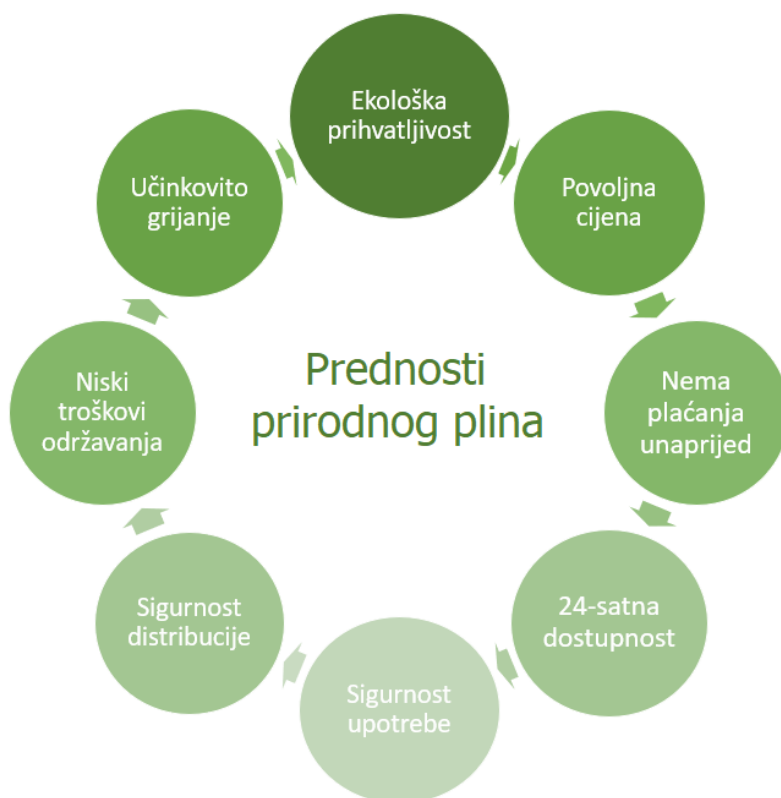 Ekološka
prihvatljivost
Povoljna
cijena
Nema
plaćanja
unaprijed
24-satna
dostupnost
Sigurnost
upotrebe
Sigurnost
distribucije
Niski
troškovi
održavanja
Učinkovito
grijanje
Prednosti
prirodnog plina